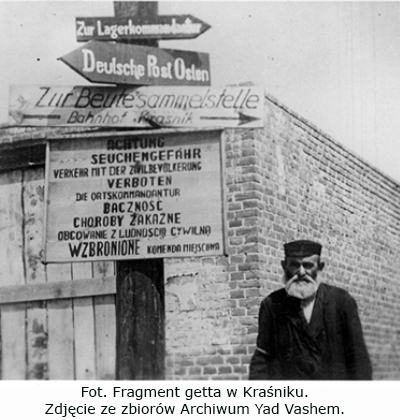 Zur Lagerkommandantur
Deutsche Post Osten
Zur Beutesammelstelle
Bahnhof Krasnik
ACHTUNG
SEUCHENGEFAHR
VERKEHR MIT DER ZIVILBEVÖLKERUNG
VERBOTEN
DIE ORTSKOMMANDANTUR
BACZNOŚĆ
CHOROBY ZAKAŹNE
OBCOWANIE Z LUDNOŚCIĄ CYWILNĄ
WZBRONIONE KOMENDA MIEJSCOWA
Fot. Fragment getta w Kraśniku.
Zdjęcie ze zbiorów Archiwum Yad Vashem.